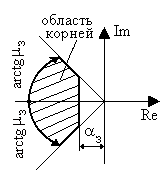 область
корней
Im
arctg μ₃
arctg μ₃
α₃
Re